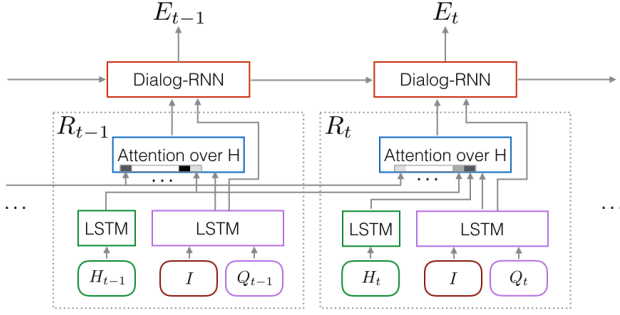 E_{t-1} E_t
Dialog-RNN Dialog-RNN
R_{t-1} R_t
Attention over H Attention over H
... ...
... ...
LSTM LSTM LSTM LSTM
H_{t-1} I Q_{t-1} H_t I Q_t